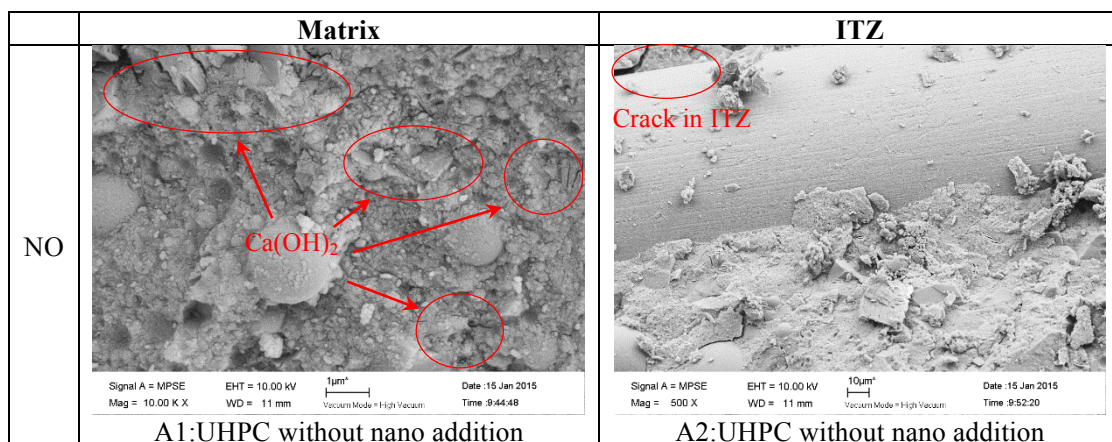 Matrix
ITZ
NO
Ca(OH)2
Signal A = MPSE EHT = 10.00 kV 1µm* Date :15 Jan 2015
Mag = 10.00 K X WD = 11 mm Vacuum Mode = High Vacuum Time :9:44:48
A1:UHPC without nano addition
Crack in ITZ
Signal A = MPSE EHT = 10.00 kV 10µm* Date :15 Jan 2015
Mag = 500 X WD = 11 mm Vacuum Mode = High Vacuum Time :9:52:20
A2:UHPC without nano addition